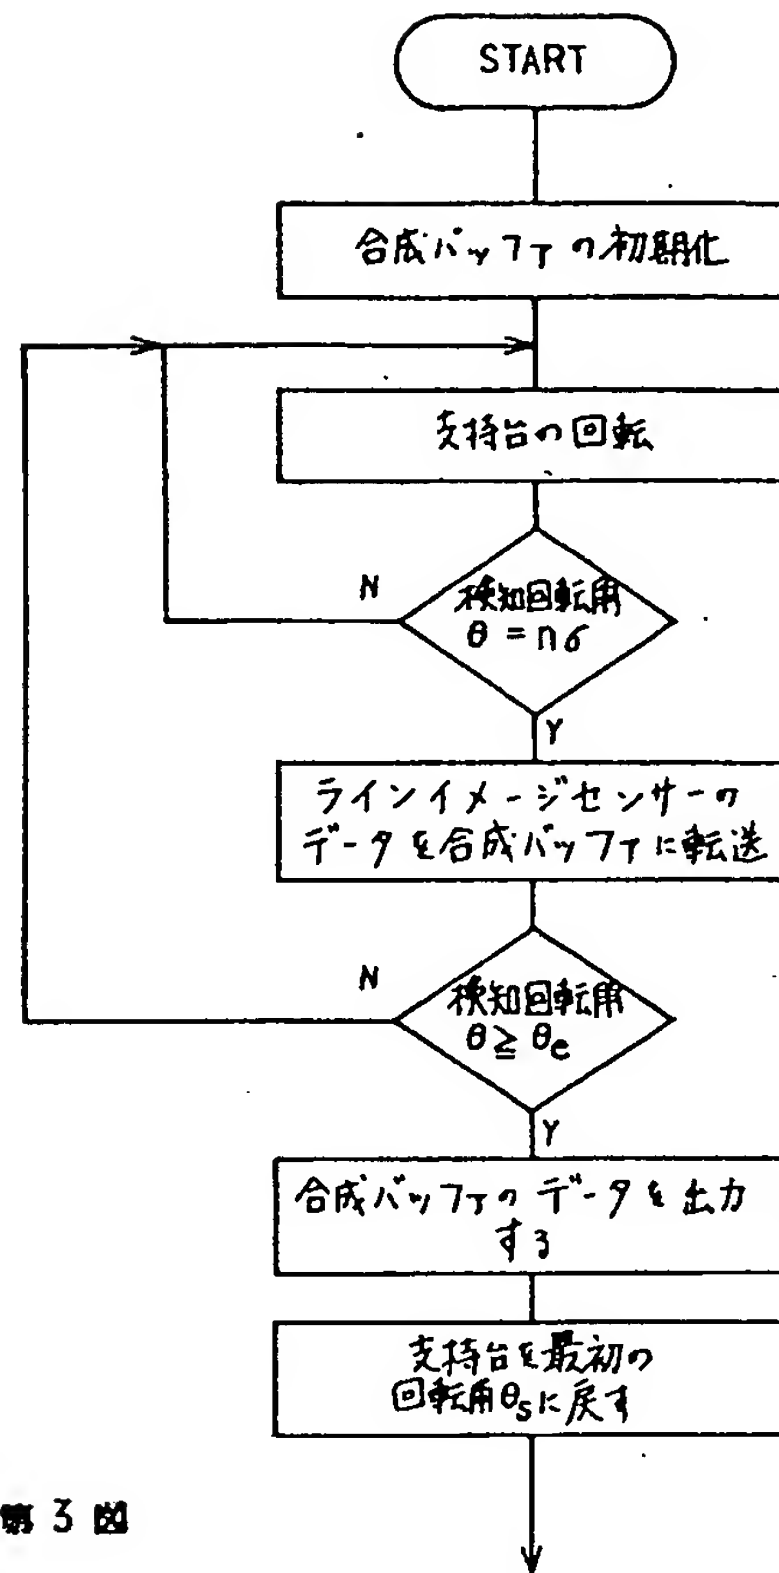 START
合成バッファの初期化
支持台の回転
N
検知回転角
θ = nσ
Y
ラインイメージセンサーの
データを合成バッファに転送
N
検知回転角
θ ≧ θe
Y
合成バッファのデータを出力
する
支持台を最初の
回転角θsに戻す
第3図